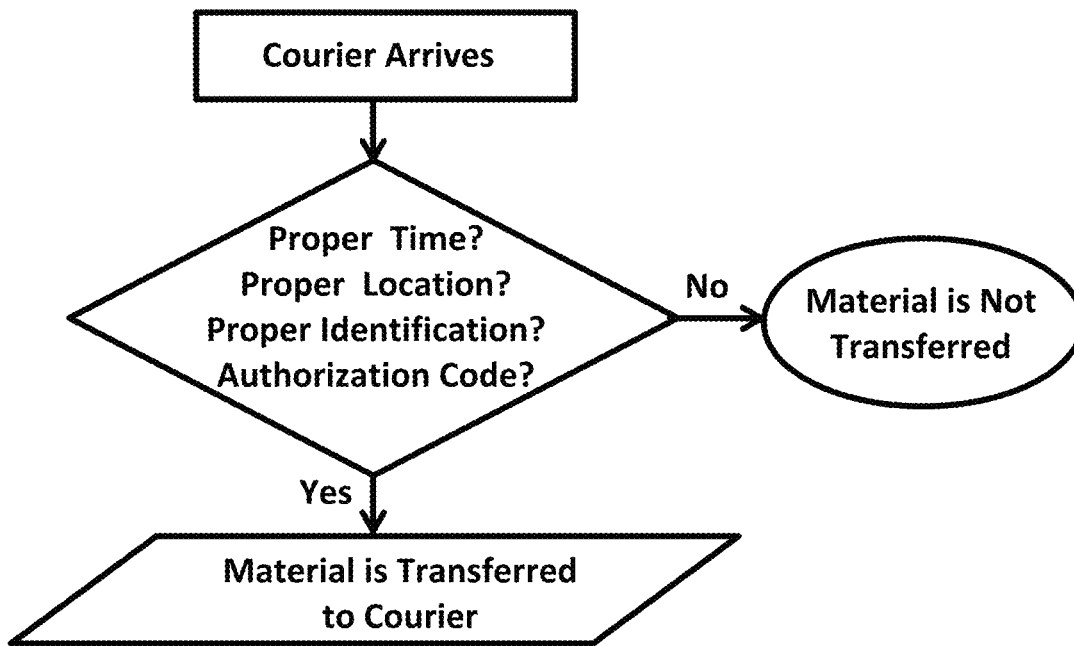 Courier Arrives
Proper Time?
Proper Location?
Proper Identification?
Authorization Code?
No
Material is Not
Transferred
Yes
Material is Transferred
to Courier